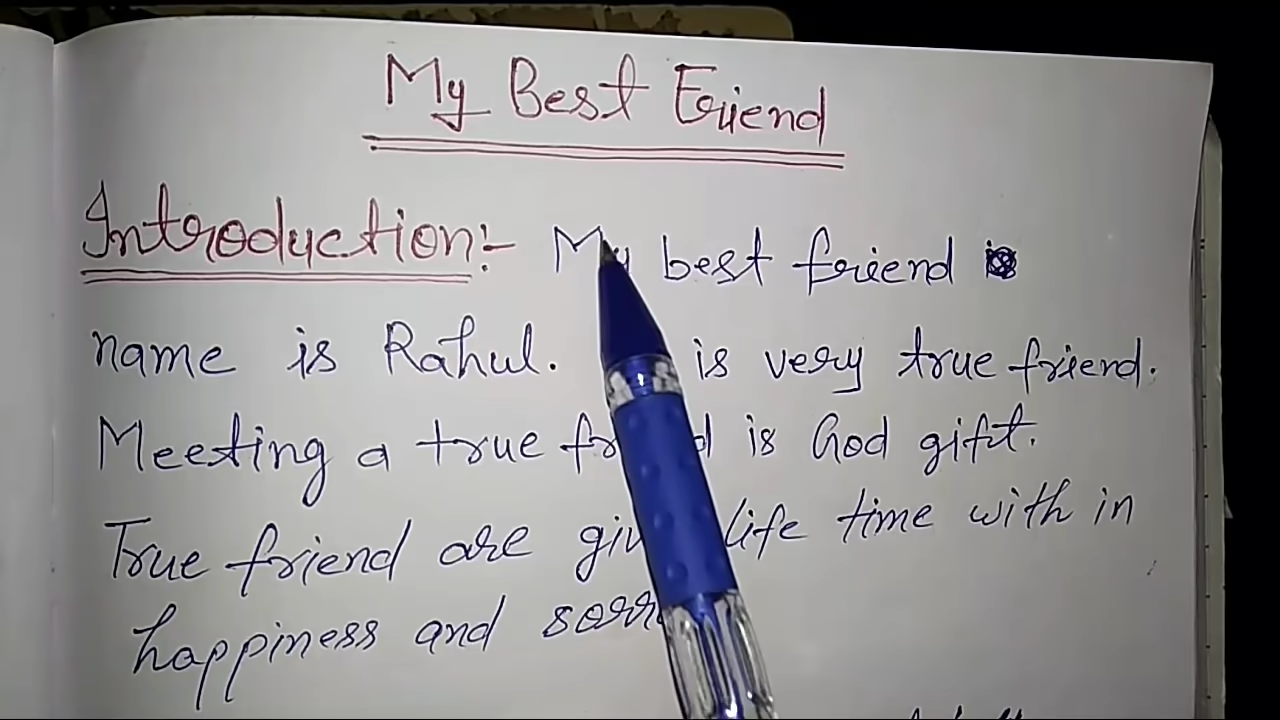 My Best Friend
Introduction:- My best friend
name is Rahul. is very true friend.
Meeting a true friend is God gift.
True friend are life time with in
happiness and